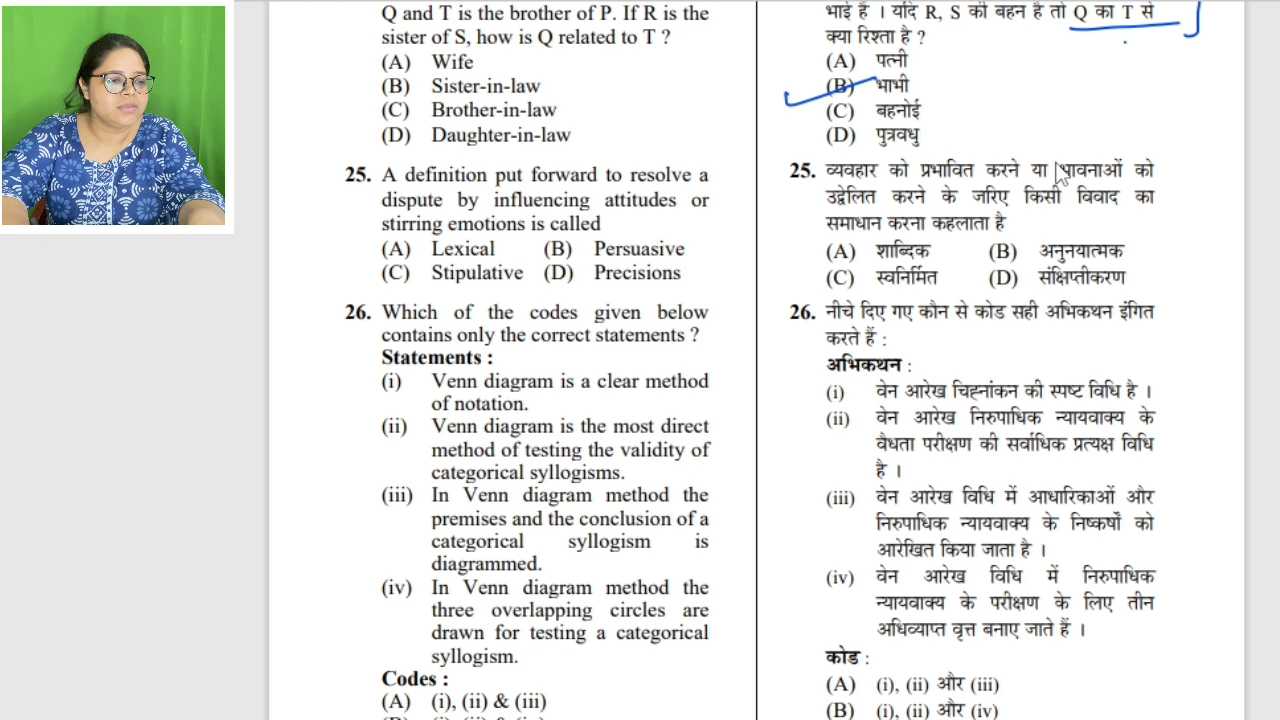 Q and T is the brother of P. If R is the
sister of S, how is Q related to T ?
(A) Wife
(B) Sister-in-law
(C) Brother-in-law
(D) Daughter-in-law
25. A definition put forward to resolve a
dispute by influencing attitudes or
stirring emotions is called
(A) Lexical (B) Persuasive
(C) Stipulative (D) Precisions
26. Which of the codes given below
contains only the correct statements ?
Statements :
(i) Venn diagram is a clear method
of notation.
(ii) Venn diagram is the most direct
method of testing the validity of
categorical syllogisms.
(iii) In Venn diagram method the
premises and the conclusion of a
categorical syllogism is
diagrammed.
(iv) In Venn diagram method the
three overlapping circles are
drawn for testing a categorical
syllogism.
Codes :
(A) (i), (ii) & (iii)
भाई है । यदि R, S की बहन है तो Q का T से
क्या रिश्ता है ?
(A) पत्नी
(B) भाभी
(C) बहनोई
(D) पुत्रवधु
25. व्यवहार को प्रभावित करने या भावनाओं को
उद्वेलित करने के जरिए किसी विवाद का
समाधान करना कहलाता है
(A) शाब्दिक (B) अनुनयात्मक
(C) स्वनिर्मित (D) संक्षिप्तीकरण
26. नीचे दिए गए कौन से कोड सही अभिकथन इंगित
करते हैं :
अभिकथन :
(i) वेन आरेख चिह्नांकन की स्पष्ट विधि है ।
(ii) वेन आरेख निरुपाधिक न्यायवाक्य के
वैधता परीक्षण की सर्वाधिक प्रत्यक्ष विधि
है ।
(iii) वेन आरेख विधि में आधारिकाओं और
निरुपाधिक न्यायवाक्य के निष्कर्षों को
आरेखित किया जाता है ।
(iv) वेन आरेख विधि में निरुपाधिक
न्यायवाक्य के परीक्षण के लिए तीन
अधिव्याप्त वृत्त बनाए जाते हैं ।
कोड :
(A) (i), (ii) और (iii)
(B) (i), (ii) और (iv)